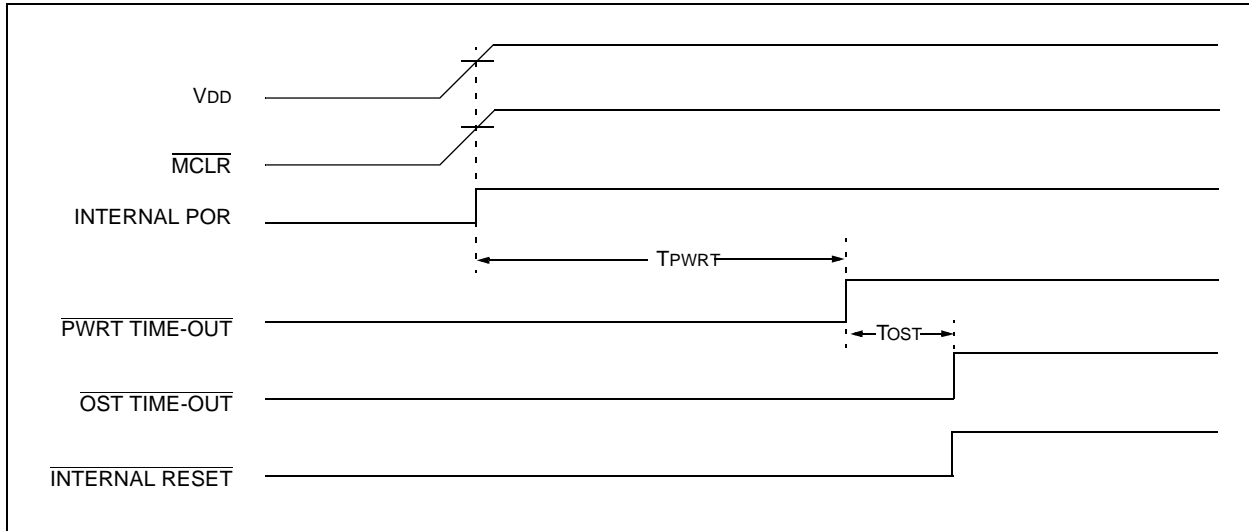 VDD
MCLR
INTERNAL POR
TPWRT
PWRT TIME-OUT
TOST
OST TIME-OUT
INTERNAL RESET